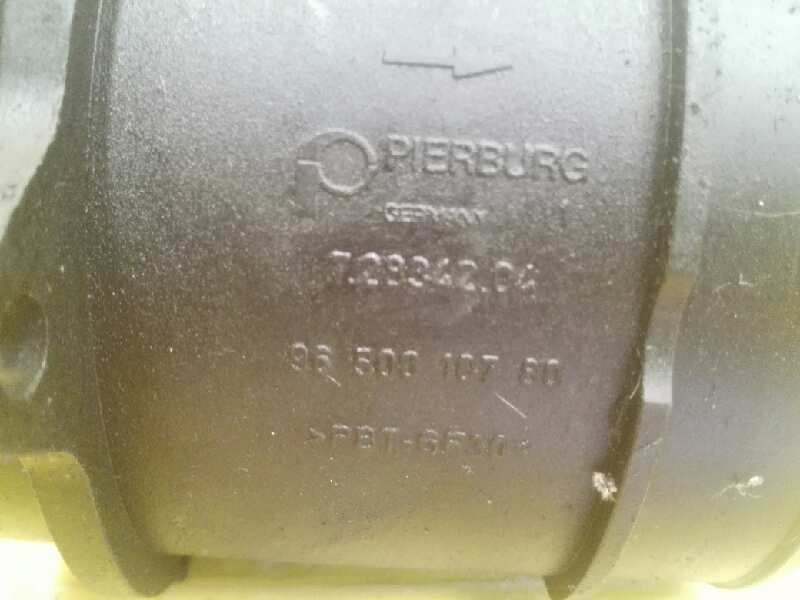 PIERBURG
GERMANY
7.28342.04
96 500 107 80
>PBT-GF30<